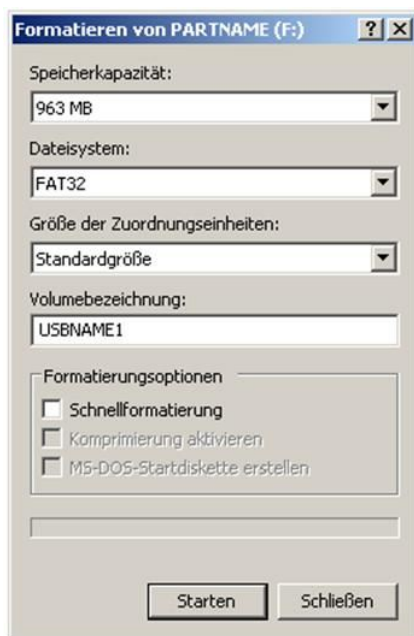 Formatieren von PARTNAME (F:)
Speicherkapazität:
963 MB
Dateisystem:
FAT32
Größe der Zuordnungseinheiten:
Standardgröße
Volumebezeichnung:
USBNAME1
Formatierungsoptionen
Schnellformatierung
Komprimierung aktivieren
MS-DOS-Startdiskette erstellen
Starten Schließen